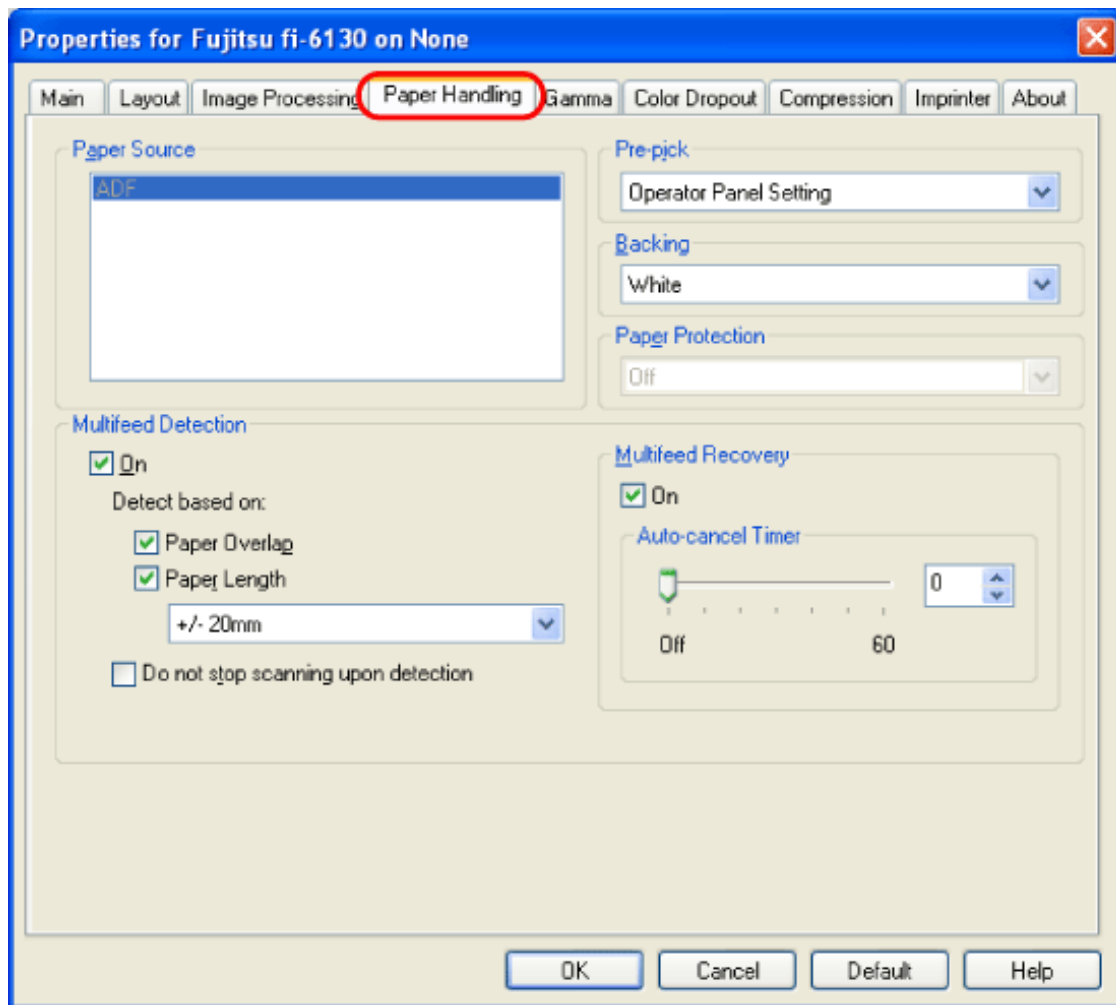 Properties for Fujitsu fi-6130 on None
Main Layout Image Processing Paper Handling Gamma Color Dropout Compression Imprinter About
Paper Source
ADF
Pre-pick
Operator Panel Setting
Backing
White
Paper Protection
Off
Multifeed Detection
On
Detect based on:
Paper Overlap
Paper Length
+/- 20mm
Do not stop scanning upon detection
Multifeed Recovery
On
Auto-cancel Timer
0
Off 60
OK Cancel Default Help